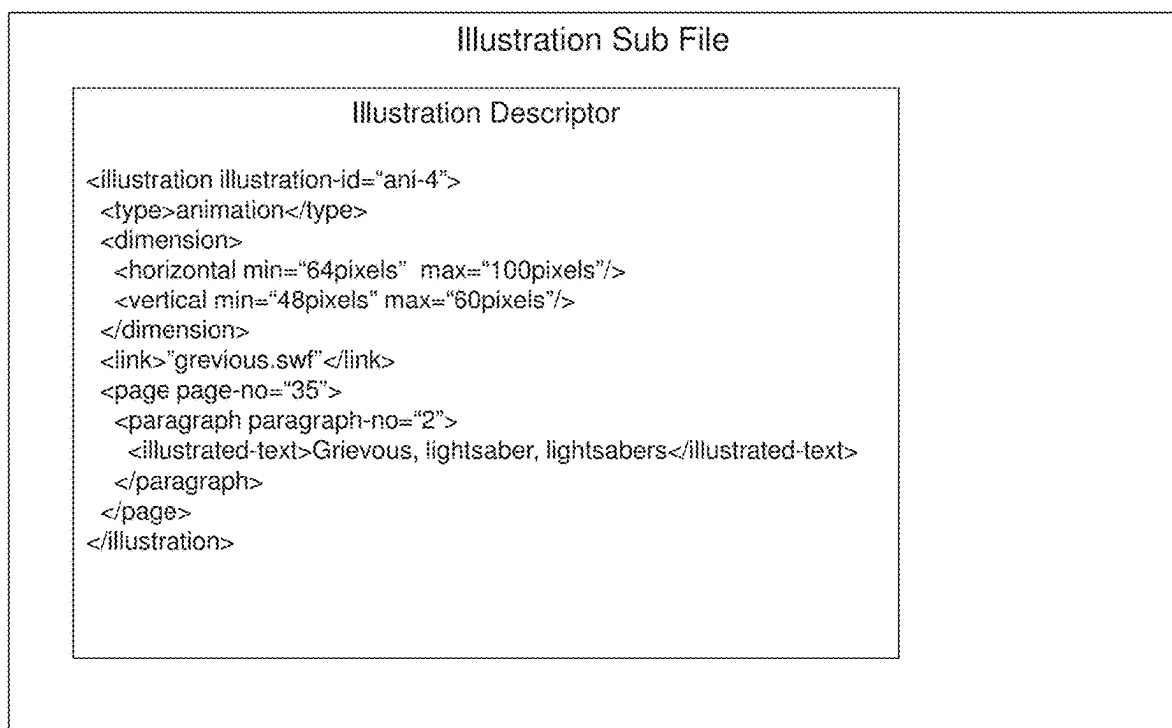 Illustration Sub File
Illustration Descriptor
<illustration illustration-id="ani-4">
<type>animation</type>
<dimension>
<horizontal min="64pixels" max="100pixels"/>
<vertical min="48pixels" max="60pixels"/>
</dimension>
<link>"grevious.swf"</link>
<page page-no="35">
<paragraph paragraph-no="2">
<illustrated-text>Grievous, lightsaber, lightsabers</illustrated-text>
</paragraph>
</page>
</illustration>